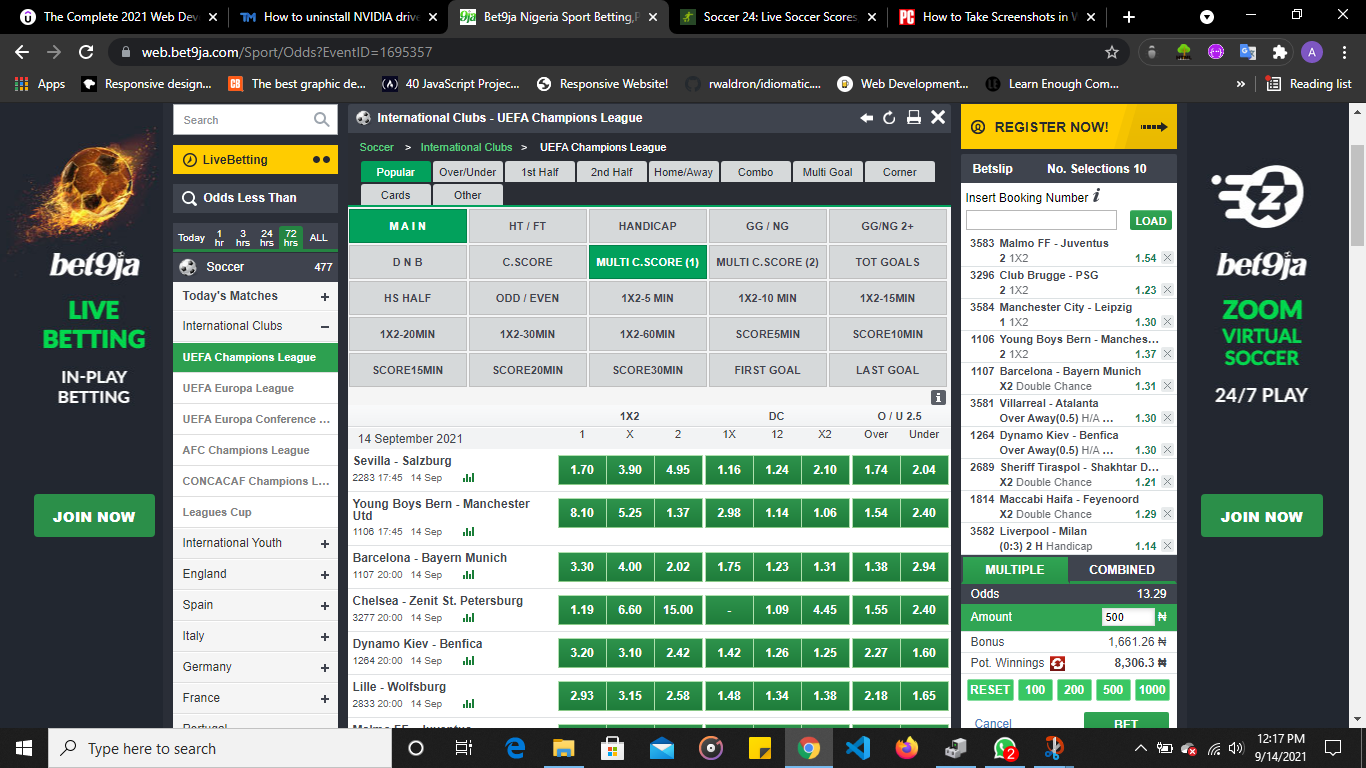 The Complete 2021 Web Deve
How to uninstall NVIDIA drive
Bet9ja Nigeria Sport Betting,P
Soccer 24: Live Soccer Scores
How to Take Screenshots in W
web.bet9ja.com/Sport/Odds?EventID=1695357
Apps
Responsive design...
The best graphic de...
40 JavaScript Projec...
Responsive Website!
rwaldron/idiomatic....
Web Development...
Learn Enough Com...
»
Reading list
bet9ja
LIVE
BETTING
IN-PLAY
BETTING
JOIN NOW
Search
LiveBetting
Odds Less Than
Today 1 hr 3 hrs 24 hrs 72 hrs ALL
Soccer 477
Today's Matches +
International Clubs –
UEFA Champions League
UEFA Europa League
UEFA Europa Conference ...
AFC Champions League
CONCACAF Champions L...
Leagues Cup
International Youth +
England +
Spain +
Italy +
Germany +
France +
Portugal
International Clubs - UEFA Champions League
Soccer > International Clubs > UEFA Champions League
Popular Over/Under 1st Half 2nd Half Home/Away Combo Multi Goal Corner
Cards Other
MAIN HT / FT HANDICAP GG / NG GG/NG 2+
D N B C.SCORE MULTI C.SCORE (1) MULTI C.SCORE (2) TOT GOALS
HS HALF ODD / EVEN 1X2-5 MIN 1X2-10 MIN 1X2-15MIN
1X2-20MIN 1X2-30MIN 1X2-60MIN SCORE5MIN SCORE10MIN
SCORE15MIN SCORE20MIN SCORE30MIN FIRST GOAL LAST GOAL
i
1X2 DC O / U 2.5
14 September 2021 1 X 2 1X 12 X2 Over Under
Sevilla - Salzburg
2283 17:45 14 Sep
1.70 3.90 4.95 1.16 1.24 2.10 1.74 2.04
Young Boys Bern - Manchester
Utd
1106 17:45 14 Sep
8.10 5.25 1.37 2.98 1.14 1.06 1.54 2.40
Barcelona - Bayern Munich
1107 20:00 14 Sep
3.30 4.00 2.02 1.75 1.23 1.31 1.38 2.94
Chelsea - Zenit St. Petersburg
3277 20:00 14 Sep
1.19 6.60 15.00 - 1.09 4.45 1.55 2.40
Dynamo Kiev - Benfica
1264 20:00 14 Sep
3.20 3.10 2.42 1.42 1.26 1.25 2.27 1.60
Lille - Wolfsburg
2833 20:00 14 Sep
2.93 3.15 2.58 1.48 1.34 1.38 2.18 1.65
Malmo FF - Juventus
REGISTER NOW!
Betslip No. Selections 10
Insert Booking Number i
LOAD
3583 Malmo FF - Juventus
2 1X2 1.54
3296 Club Brugge - PSG
2 1X2 1.23
3584 Manchester City - Leipzig
1 1X2 1.30
1106 Young Boys Bern - Manches...
2 1X2 1.37
1107 Barcelona - Bayern Munich
X2 Double Chance 1.31
3581 Villarreal - Atalanta
Over Away(0.5) H/A ... 1.30
1264 Dynamo Kiev - Benfica
Over Away(0.5) H/A ... 1.30
2689 Sheriff Tiraspol - Shakhtar D...
X2 Double Chance 1.21
1814 Maccabi Haifa - Feyenoord
X2 Double Chance 1.29
3582 Liverpool - Milan
(0:3) 2 H Handicap 1.14
MULTIPLE COMBINED
Odds 13.29
Amount 500 ₦
Bonus 1,661.26 ₦
Pot. Winnings 8,306.3 ₦
RESET 100 200 500 1000
Cancel BET
bet9ja
ZOOM
VIRTUAL
SOCCER
24/7 PLAY
JOIN NOW
Type here to search
2
12:17 PM
9/14/2021